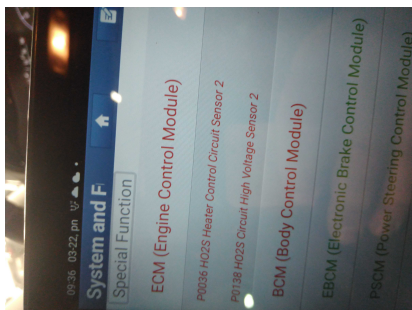 09:36 03-22, pn
System and F
Special Function
ECM (Engine Control Module)
P0036 HO2S Heater Control Circuit Sensor 2
P0138 HO2S Circuit High Voltage Sensor 2
BCM (Body Control Module)
EBCM (Electronic Brake Control Module)
PSCM (Power Steering Control Module)